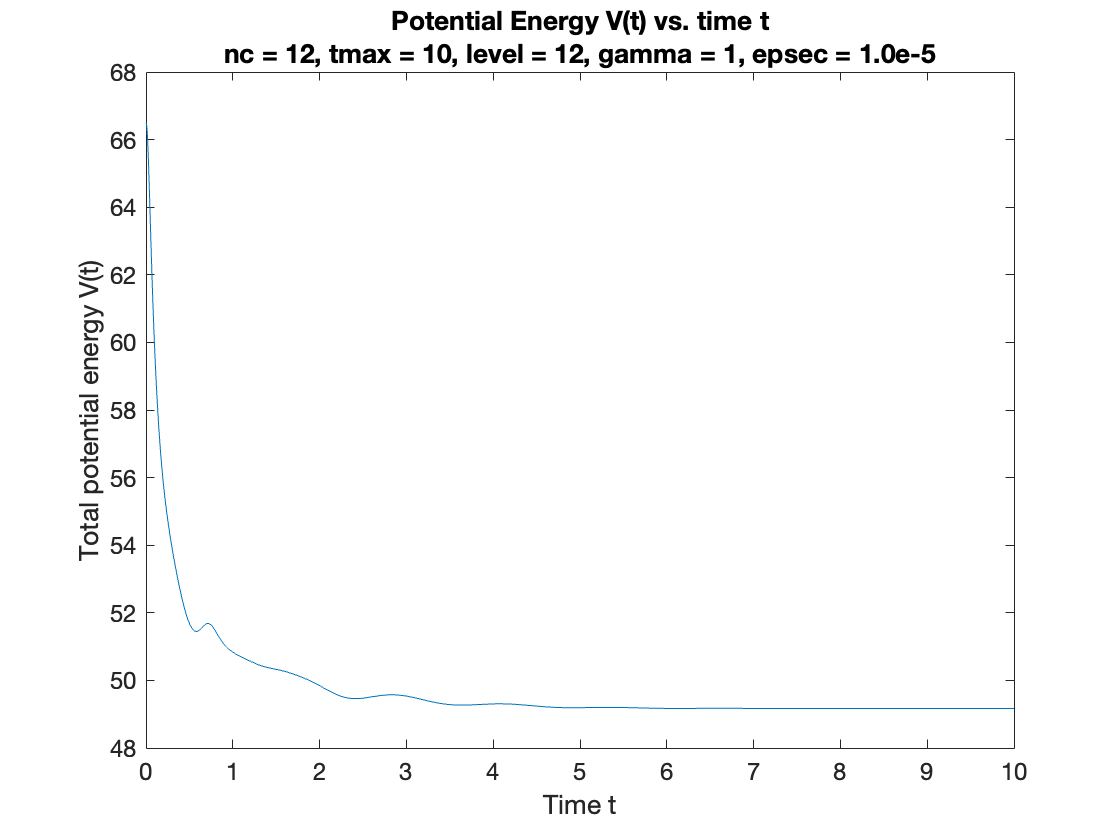 Potential Energy V(t) vs. time t
nc = 12, tmax = 10, level = 12, gamma = 1, epsec = 1.0e-5
Total potential energy V(t)
68
66
64
62
60
58
56
54
52
50
48
0 1 2 3 4 5 6 7 8 9 10
Time t